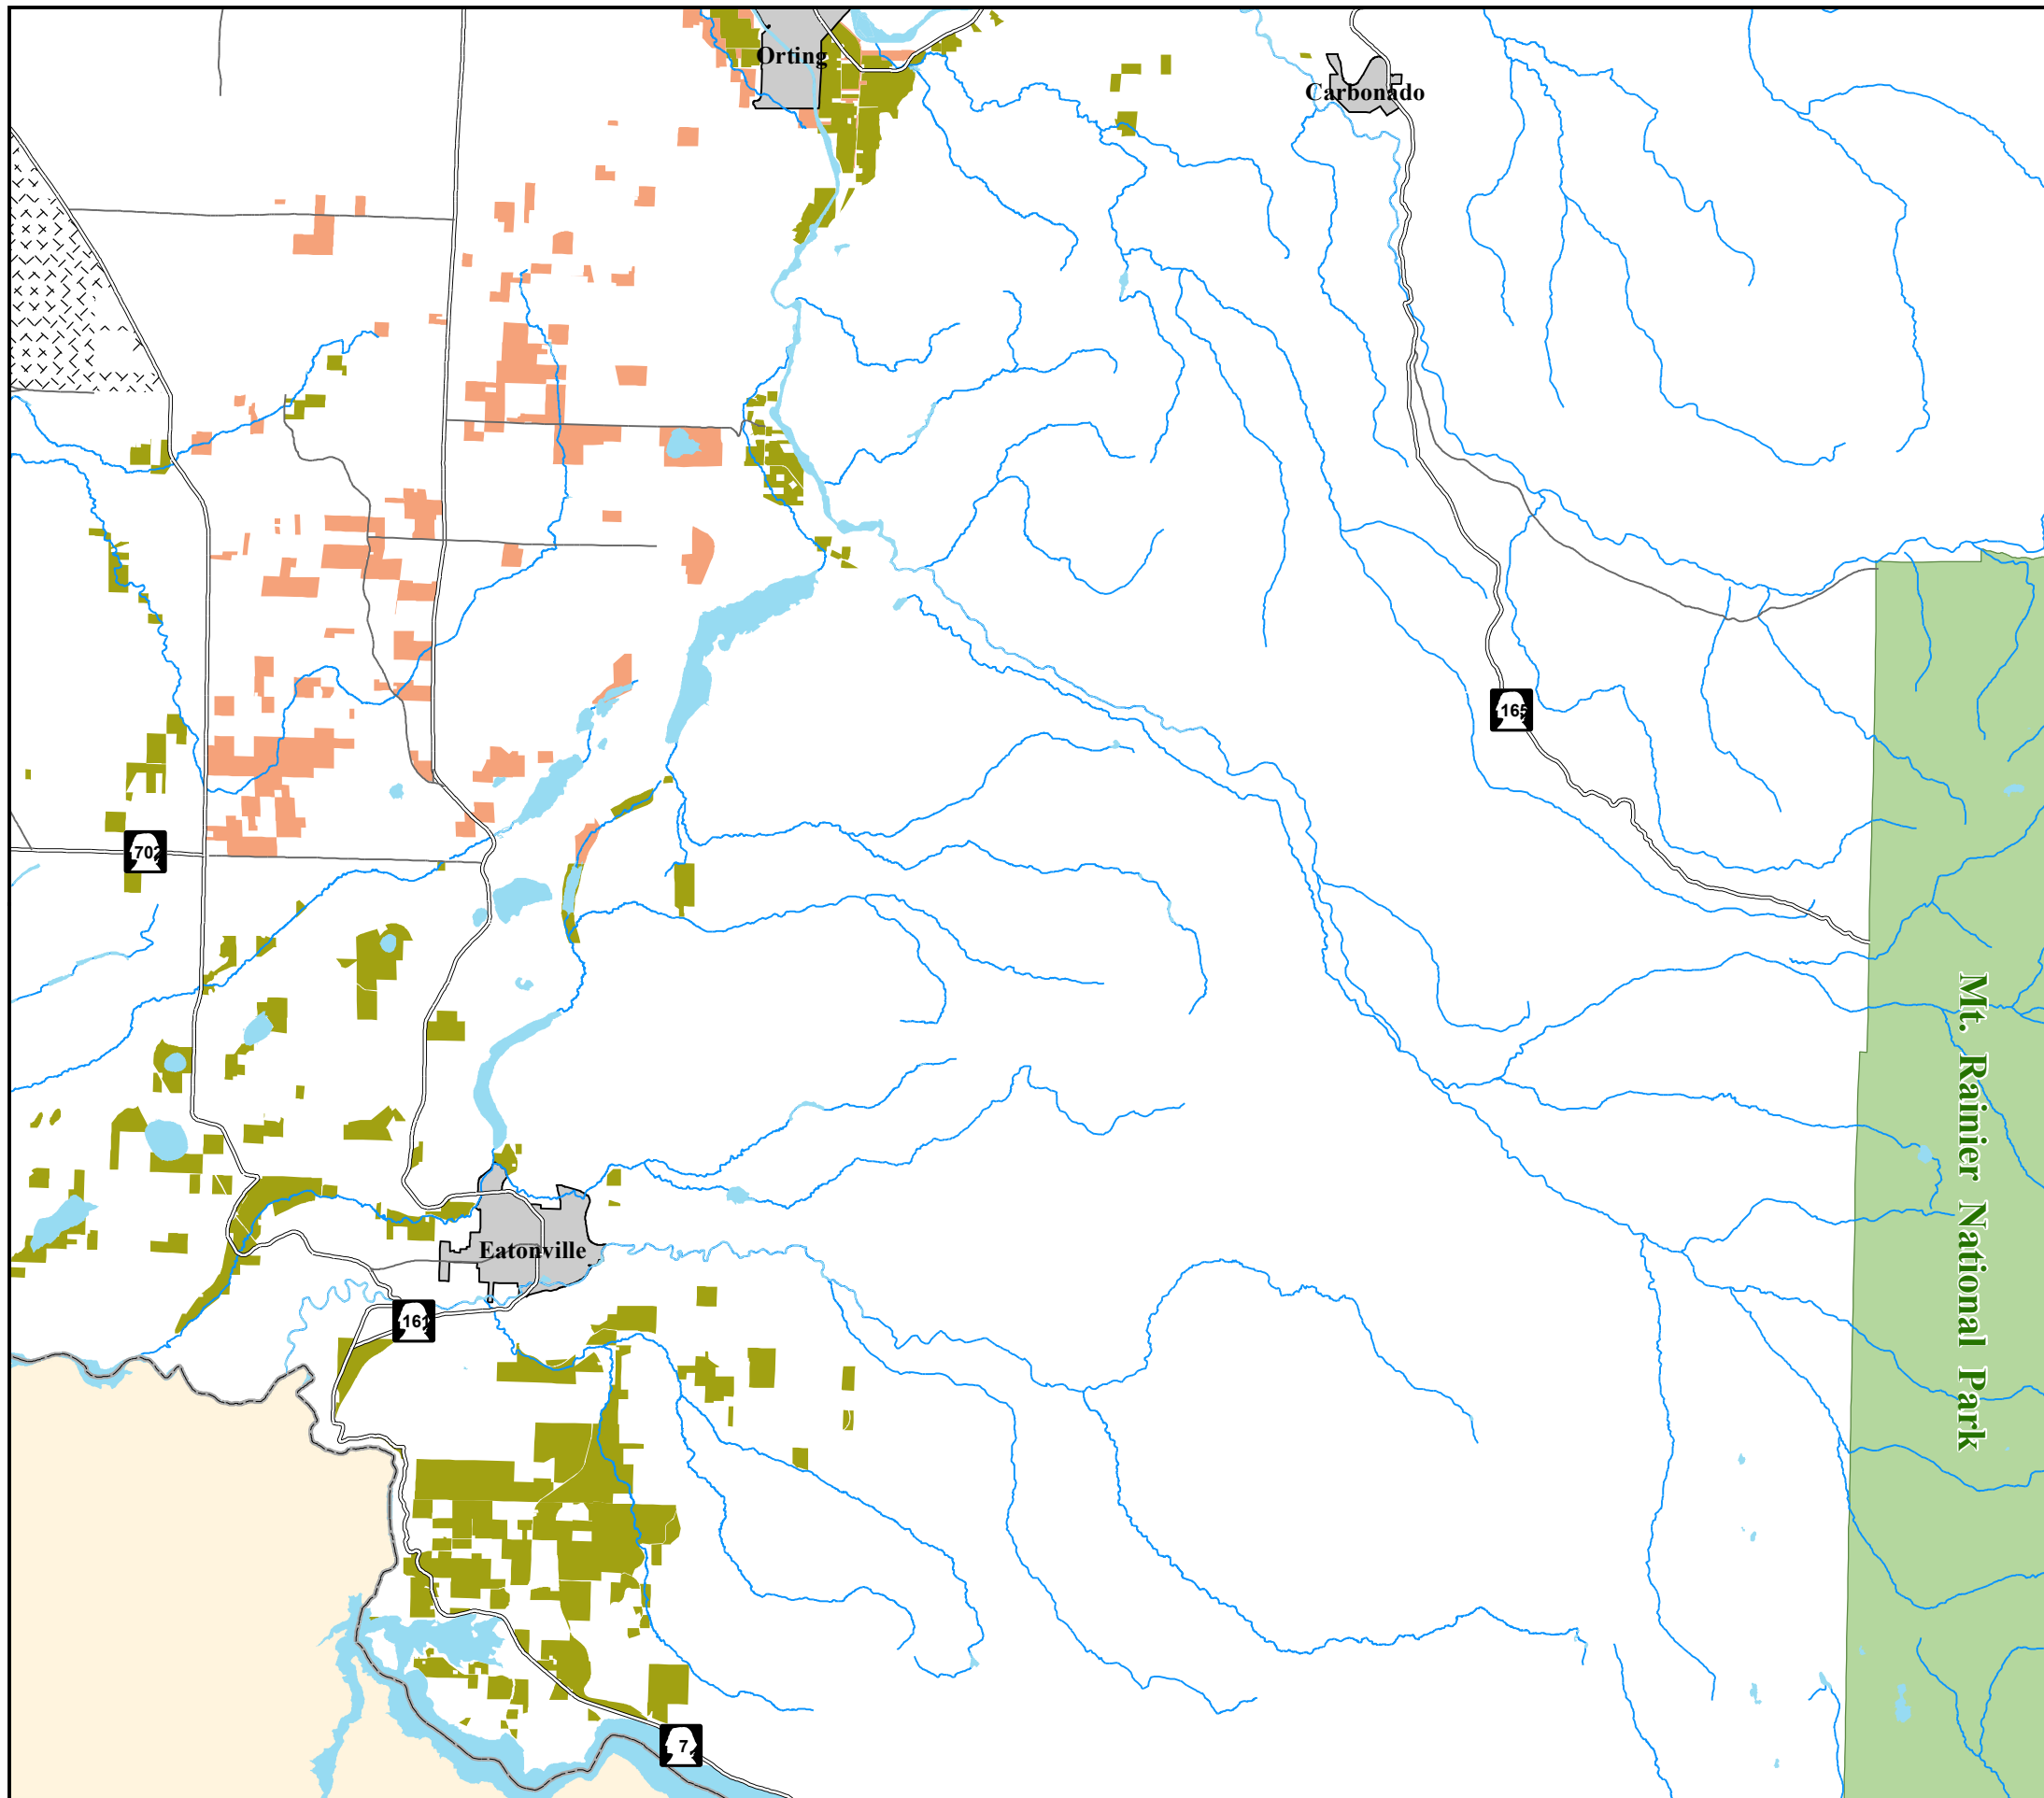 Orting
Carbonado
165
702
Mt. Rainier National Park
Eatonville
161
7